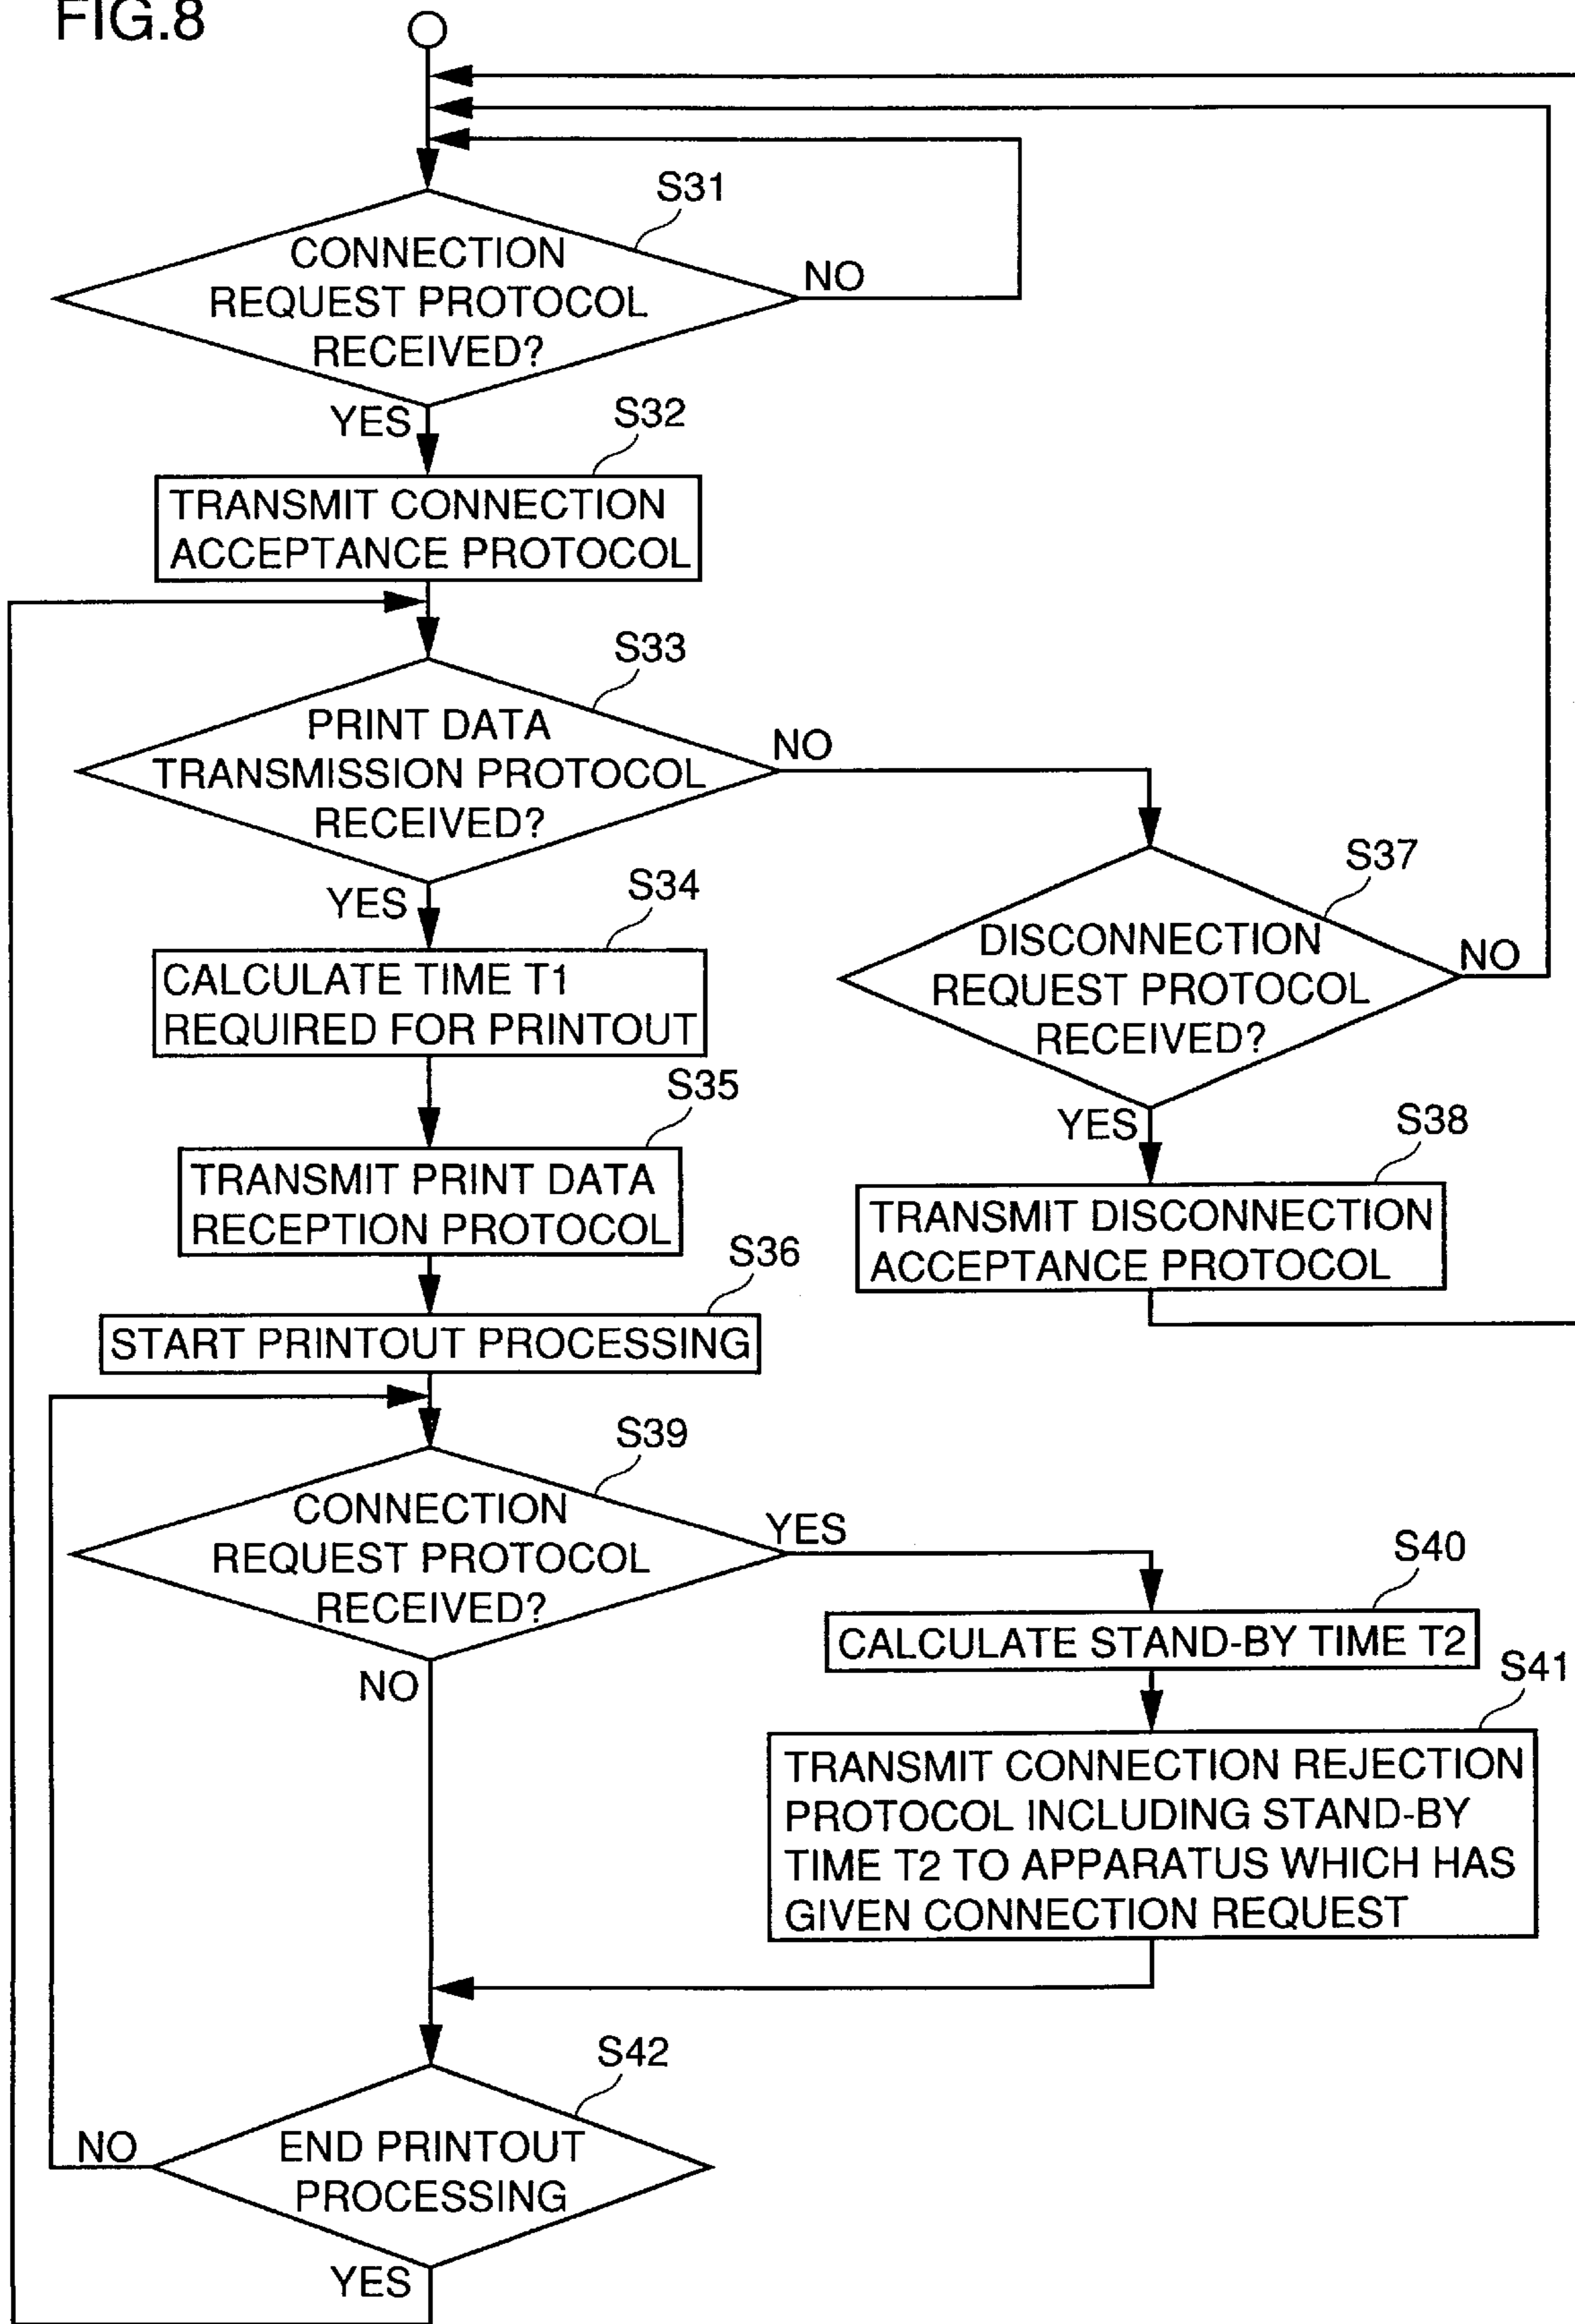 FIG.8
S31
CONNECTION
REQUEST PROTOCOL
RECEIVED?
NO
YES
S32
TRANSMIT CONNECTION
ACCEPTANCE PROTOCOL
S33
PRINT DATA
TRANSMISSION PROTOCOL
RECEIVED?
NO
YES
S34
CALCULATE TIME T1
REQUIRED FOR PRINTOUT
S37
DISCONNECTION
REQUEST PROTOCOL
RECEIVED?
NO
YES
S35
TRANSMIT PRINT DATA
RECEPTION PROTOCOL
S38
TRANSMIT DISCONNECTION
ACCEPTANCE PROTOCOL
S36
START PRINTOUT PROCESSING
S39
CONNECTION
REQUEST PROTOCOL
RECEIVED?
YES
NO
S40
CALCULATE STAND-BY TIME T2
S41
TRANSMIT CONNECTION REJECTION
PROTOCOL INCLUDING STAND-BY
TIME T2 TO APPARATUS WHICH HAS
GIVEN CONNECTION REQUEST
S42
END PRINTOUT
PROCESSING
NO
YES